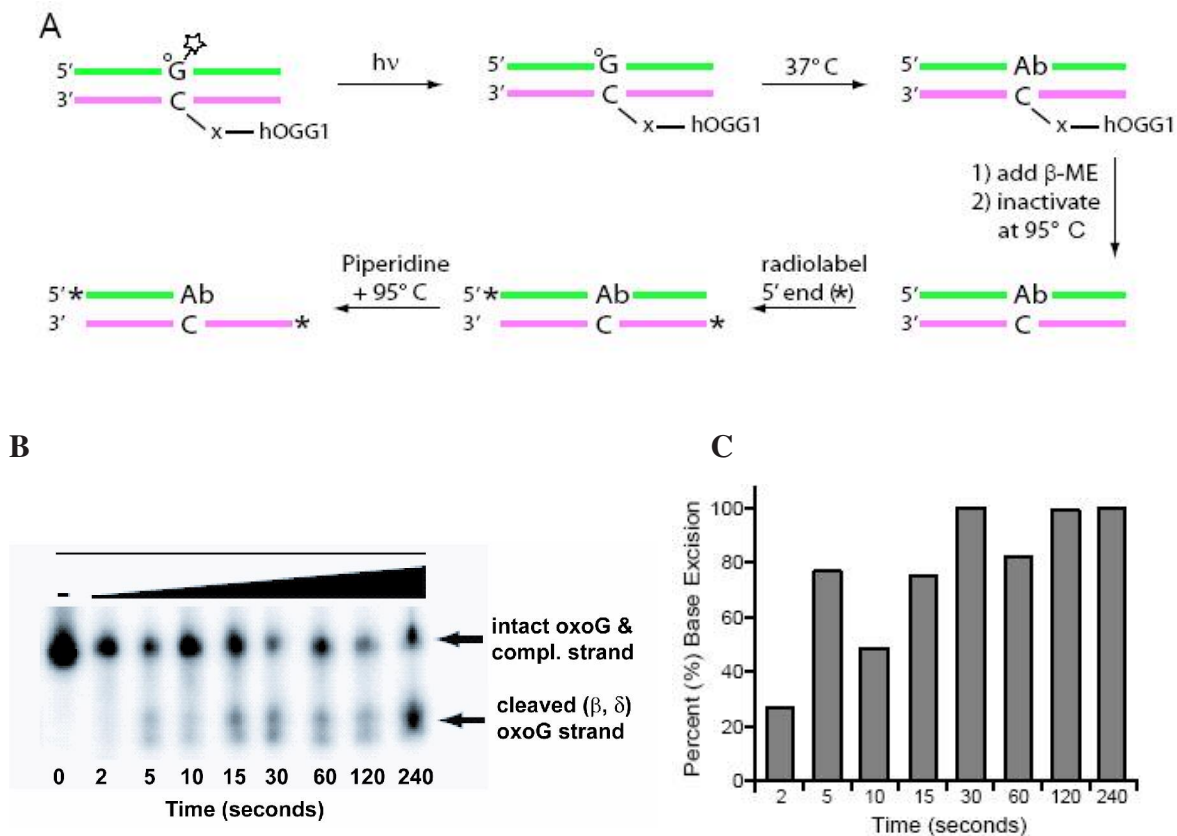 A
5′ °G
3′ C
x—hOGG1
hν
5′ °G
3′ C
x—hOGG1
37° C
5′ Ab
3′ C
x—hOGG1
1) add β-ME
2) inactivate
at 95° C
5′* Ab
3′ C *
Piperidine
+ 95° C
5′* Ab
3′ C *
radiolabel
5′ end (*)
5′ Ab
3′ C
B
-
intact oxoG &
compl. strand
cleaved (β, δ)
oxoG strand
0 2 5 10 15 30 60 120 240
Time (seconds)
C
Percent (%) Base Excision
100
80
60
40
20
0
2 5 10 15 30 60 120 240
Time (seconds)